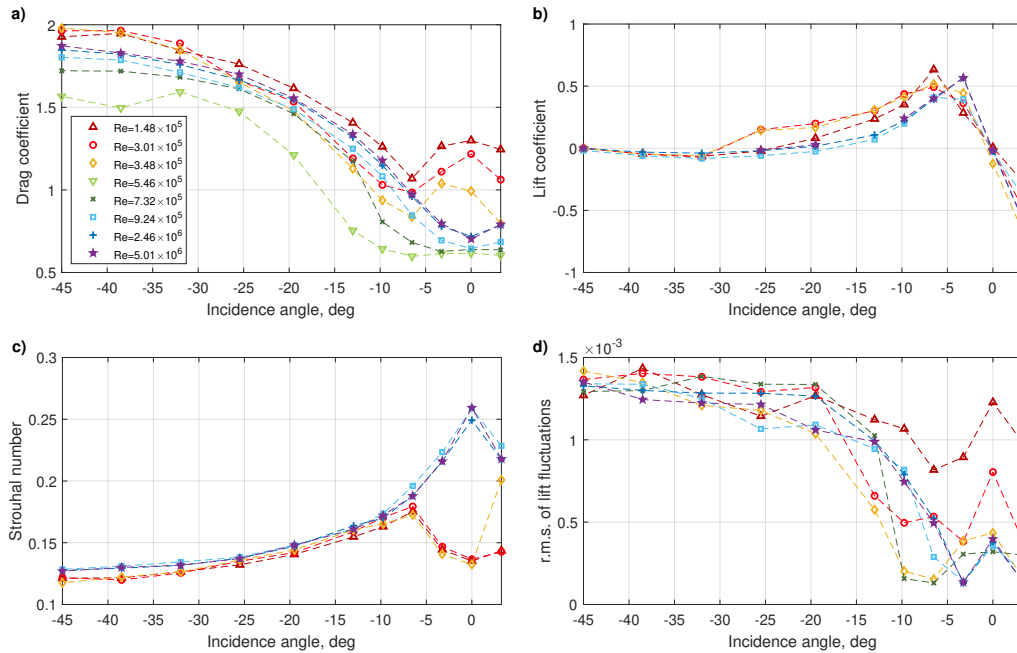 a)
Drag coefficient
2
1.5
1
0.5
Re=1.48×10^5
Re=3.01×10^5
Re=3.48×10^5
Re=5.46×10^5
Re=7.32×10^5
Re=9.24×10^5
Re=2.46×10^6
Re=5.01×10^6
-45 -40 -35 -30 -25 -20 -15 -10 -5 0
Incidence angle, deg
b)
Lift coefficient
1
0.5
0
-0.5
-1
-45 -40 -35 -30 -25 -20 -15 -10 -5 0
Incidence angle, deg
c)
Strouhal number
0.3
0.25
0.2
0.15
0.1
-45 -40 -35 -30 -25 -20 -15 -10 -5 0
Incidence angle, deg
d)
×10^-3
r.m.s. of lift fluctuations
1.5
1
0.5
0
-45 -40 -35 -30 -25 -20 -15 -10 -5 0
Incidence angle, deg